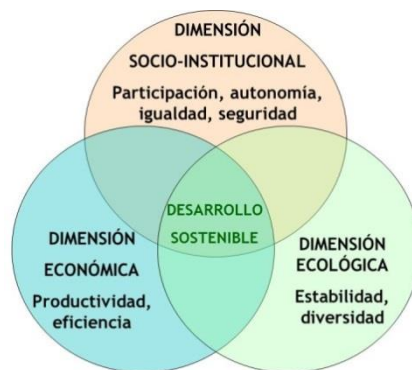 DIMENSIÓN
SOCIO-INSTITUCIONAL
Participación, autonomía,
igualdad, seguridad
DESARROLLO
SOSTENIBLE
DIMENSIÓN
ECONÓMICA
Productividad,
eficiencia
DIMENSIÓN
ECOLÓGICA
Estabilidad,
diversidad